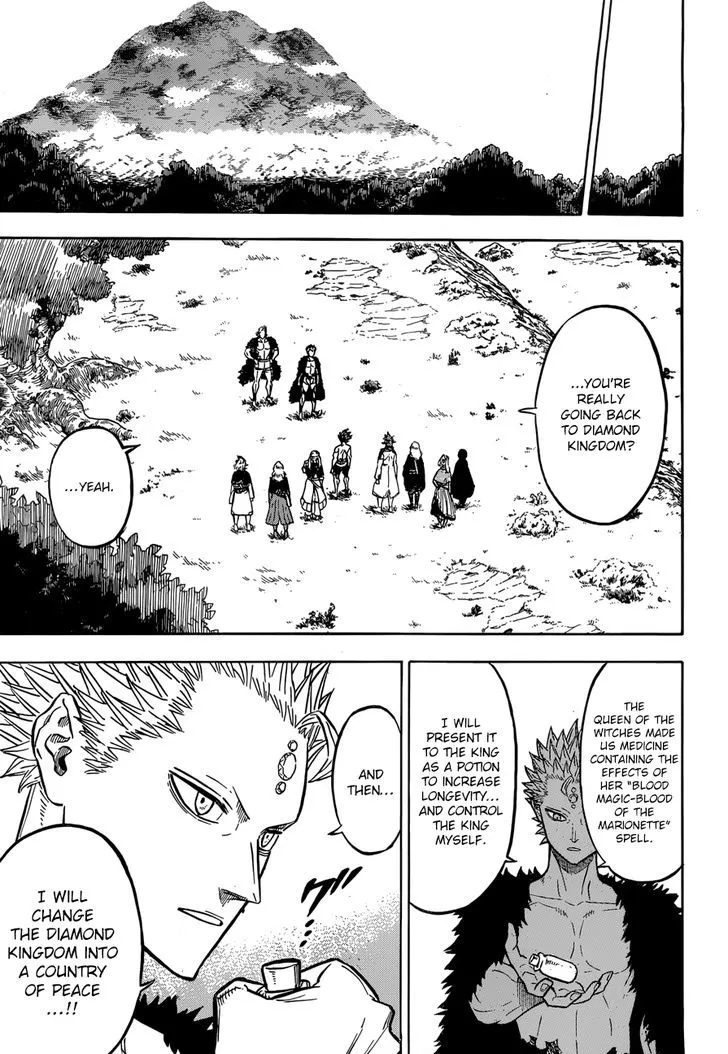 ...YOU'RE
REALLY
GOING BACK
TO DIAMOND
KINGDOM?
...YEAH.
THE
QUEEN OF THE
WITCHES MADE
US MEDICINE
CONTAINING THE
EFFECTS OF
HER "BLOOD
MAGIC-BLOOD
OF THE
MARIONETTE"
SPELL.
I WILL
PRESENT IT
TO THE KING
AS A POTION
TO INCREASE
LONGEVITY...
AND CONTROL
THE KING
MYSELF.
AND
THEN...
グッ
I WILL
CHANGE
THE DIAMOND
KINGDOM INTO
A COUNTRY
OF PEACE
...!!